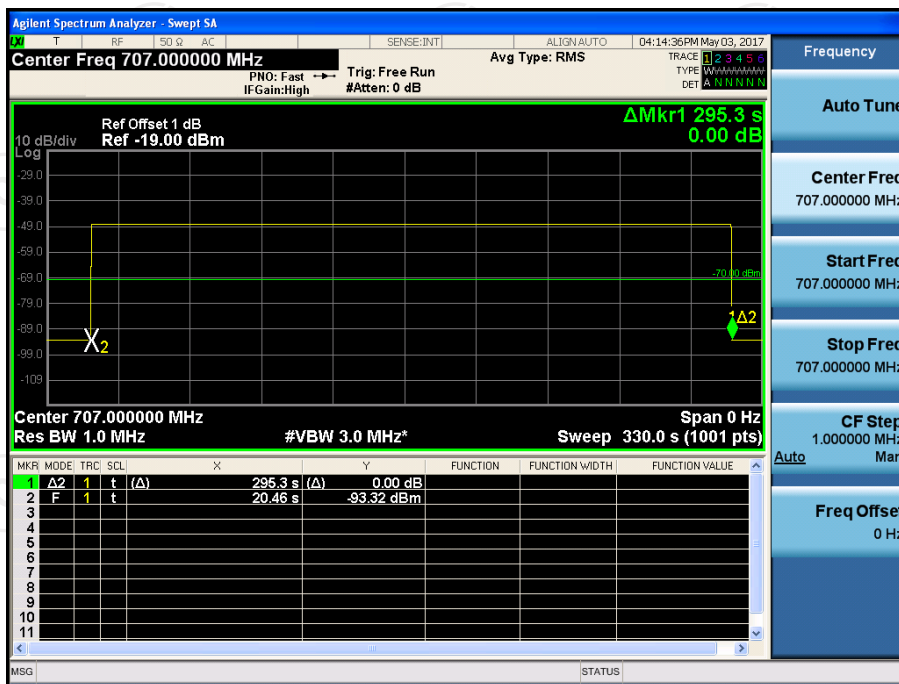 Agilent Spectrum Analyzer - Swept SA
LXI T RF 50 Ω AC SENSE:INT ALIGN AUTO 04:14:36PM May 03, 2017
Center Freq 707.000000 MHz
PNO: Fast
IFGain:High
Trig: Free Run
#Atten: 0 dB
Avg Type: RMS
TRACE 1 2 3 4 5 6
TYPE W
DET A N N N N N
Ref Offset 1 dB
ΔMkr1 295.3 s
10 dB/div Ref -19.00 dBm
0.00 dB
Log
-29.0
-39.0
-49.0
-59.0
-69.0
-70.00 dBm
-79.0
-89.0
1Δ2
X2
-99.0
-109
Center 707.000000 MHz Span 0 Hz
Res BW 1.0 MHz #VBW 3.0 MHz* Sweep 330.0 s (1001 pts)
MKR MODE TRC SCL X Y FUNCTION FUNCTION WIDTH FUNCTION VALUE
1 Δ2 1 t (Δ) 295.3 s (Δ) 0.00 dB
2 F 1 t 20.46 s -93.32 dBm
3
4
5
6
7
8
9
10
11
MSG STATUS
Frequency
Auto Tune
Center Freq
707.000000 MHz
Start Freq
707.000000 MHz
Stop Freq
707.000000 MHz
CF Step
1.000000 MHz
Auto Man
Freq Offset
0 Hz